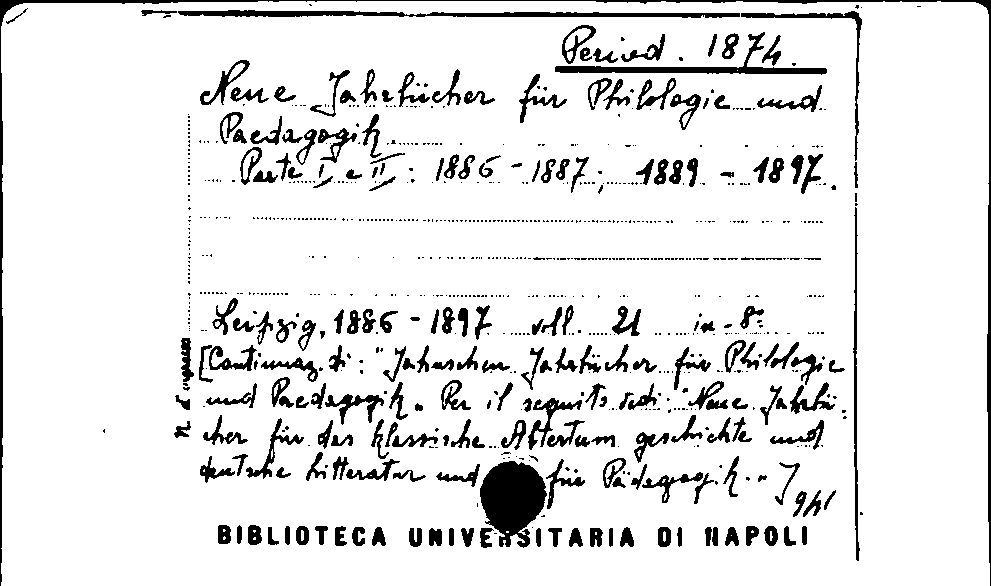 Period. 1874.
Neue Jahrbücher für Philologie und
Paedagogik.
Parte I e II: 1886 - 1887; 1889 - 1897.
Leipzig, 1886 - 1897 voll. 21 in-8°
[Continuaz. di: "Jahnschen Jahrbücher für Philologie
und Paedagogik„ Per il seguito vedi: "Neue Jahrbü-
cher für das klassische Altertum geschichte und
deutsche Litteratur und für Pädagogik.„]
BIBLIOTECA UNIVERSITARIA DI NAPOLI